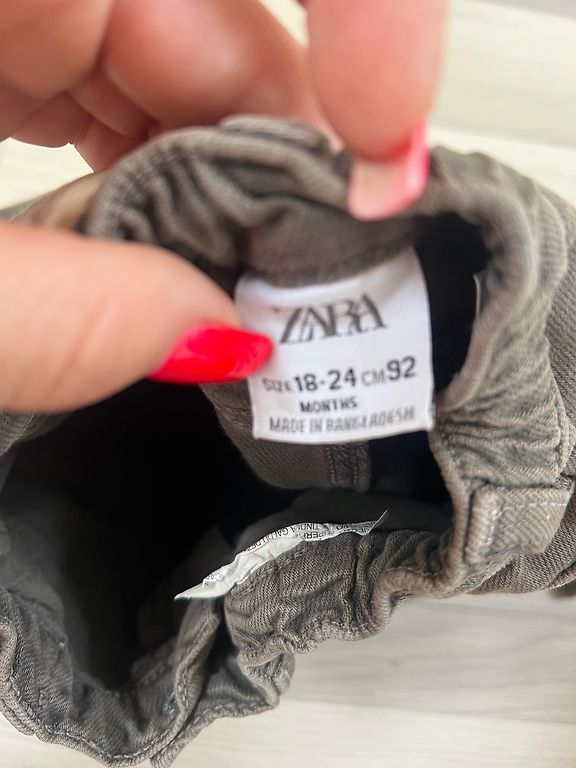 ZARA
SIZE 18-24 CM 92
MONTHS
MADE IN BANGLADESH